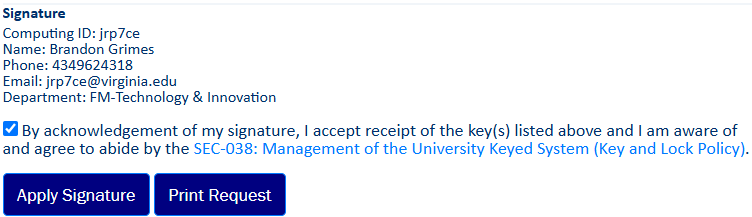 Signature
Computing ID: jrp7ce
Name: Brandon Grimes
Phone: 4349624318
Email: jrp7ce@virginia.edu
Department: FM-Technology & Innovation
By acknowledgement of my signature, I accept receipt of the key(s) listed above and I am aware of
and agree to abide by the SEC-038: Management of the University Keyed System (Key and Lock Policy).
Apply Signature
Print Request